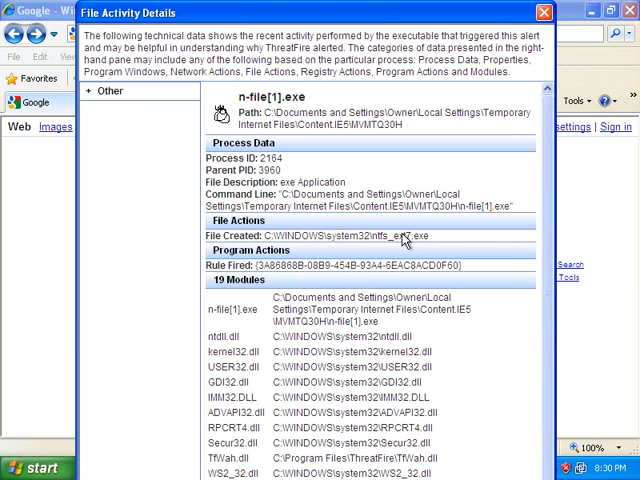 Google - Wi
File Activity Details
File
Edit
Favorites
Google
Web Images
The following technical data shows the recent activity performed by the executable that triggered this alert
and may be helpful in understanding why ThreatFire alerted. The categories of data presented in the right-
hand pane may include any of the following based on the particular process: Process Data, Properties,
Program Windows, Network Actions, File Actions, Registry Actions, Program Actions and Modules.
+ Other
n-file[1].exe
Path: C:\Documents and Settings\Owner\Local Settings\Temporary
Internet Files\Content.IE5\MVMTQ30H
Process Data
Process ID: 2164
Parent PID: 3960
File Description: exe Application
Command Line: "C:\Documents and Settings\Owner\Local
Settings\Temporary Internet Files\Content.IE5\MVMTQ30H\n-file[1].exe"
File Actions
File Created:
Program Actions
Rule Fired: {3A86868B-08B9-454B-93A4-6EAC8ACD0F60}
19 Modules
n-file[1].exe C:\Documents and Settings\Owner\Local
Settings\Temporary Internet Files\Content.IE5
\MVMTQ30H\n-file[1].exe
ntdll.dll C:\WINDOWS\system32\ntdll.dll
kernel32.dll C:\WINDOWS\system32\kernel32.dll
USER32.dll C:\WINDOWS\system32\USER32.dll
GDI32.dll C:\WINDOWS\system32\GDI32.dll
IMM32.DLL C:\WINDOWS\system32\IMM32.DLL
ADVAPI32.dll C:\WINDOWS\system32\ADVAPI32.dll
RPCRT4.dll C:\WINDOWS\system32\RPCRT4.dll
Secur32.dll C:\WINDOWS\system32\Secur32.dll
TfWah.dll C:\Program Files\ThreatFire\TfWah.dll
WS2_32.dll C:\WINDOWS\system32\WS2_32.dll
Tools
settings | Sign in
Search
Tools
100%
start
8:30 PM